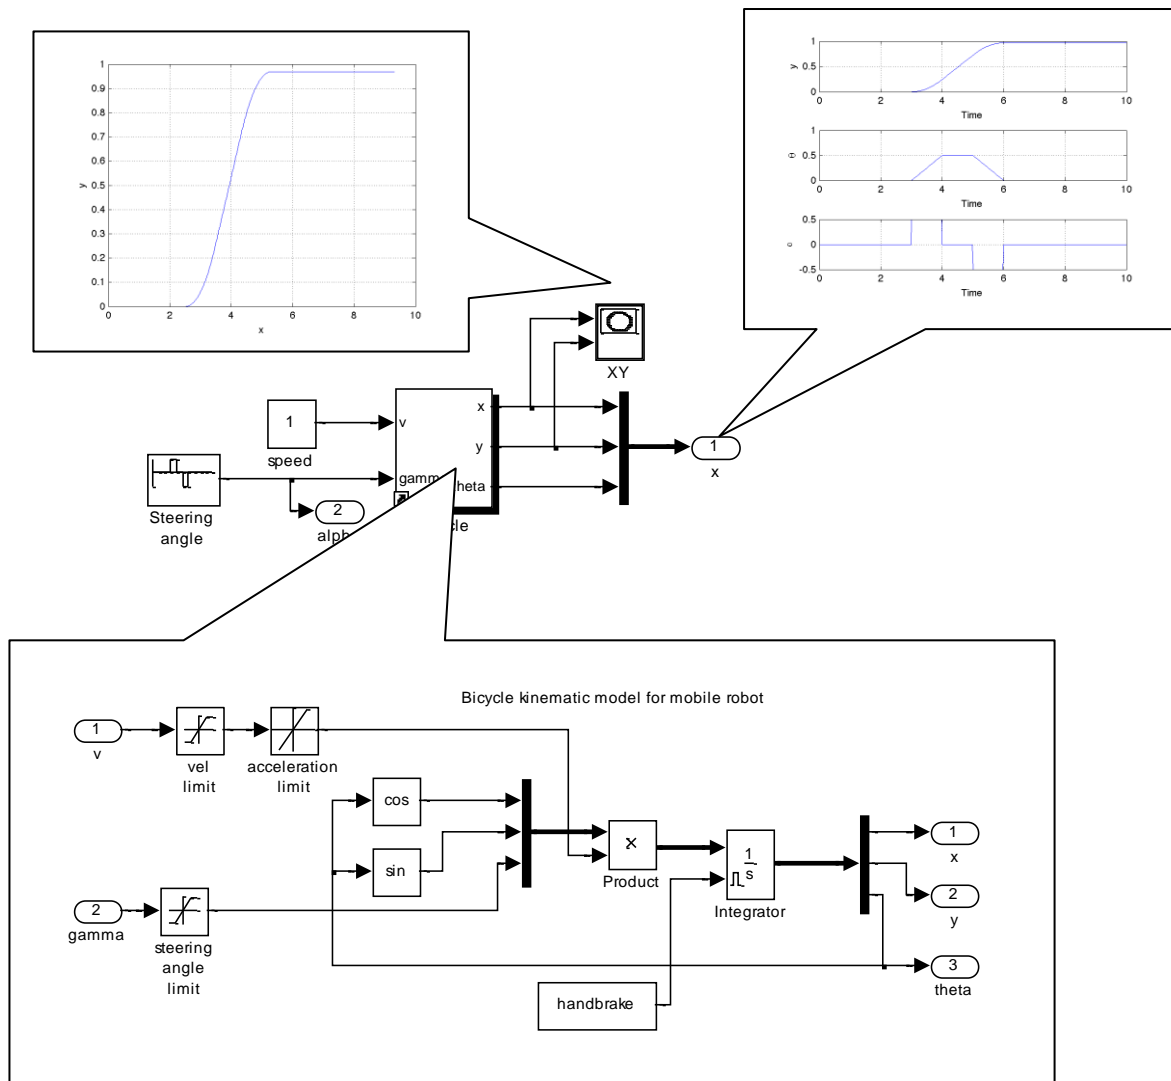 1
0.9
0.8
0.7
0.6
0.5
0.4
0.3
0.2
0.1
0
y
0 2 4 6 8 10
x
1
0.5
0
y
0 2 4 6 8 10
Time
1
0.5
0
0 2 4 6 8 10
Time
0.5
0
-0.5
0 2 4 6 8 10
Time
XY
1
speed
v
gamm
x
y
heta
cle
Steering
angle
2
alph
1
x
Bicycle kinematic model for mobile robot
1
v
vel
limit
acceleration
limit
cos
sin
2
gamma
steering
angle
limit
x
Product
1
s
Integrator
handbrake
1
x
2
y
3
theta